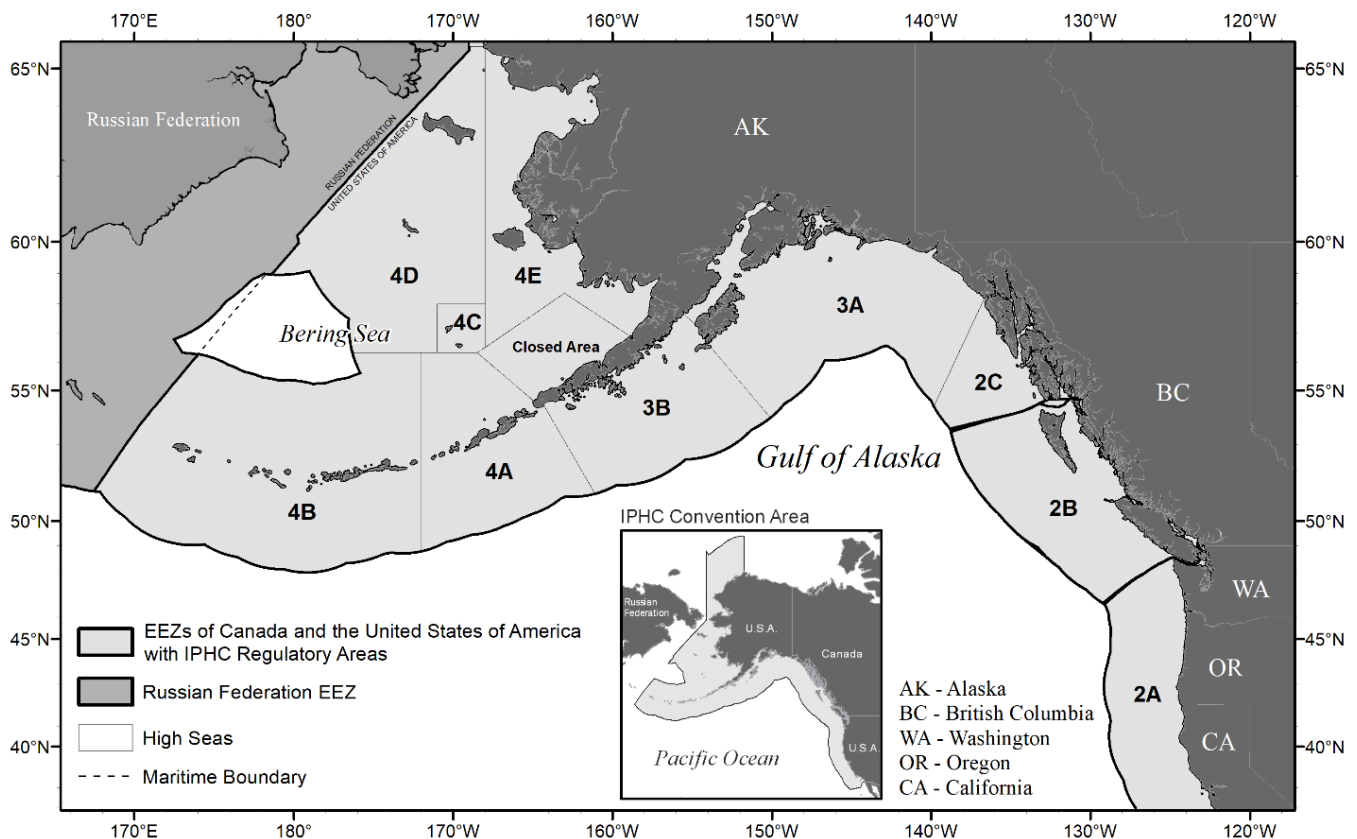 170°E 180° 170°W 160°W 150°W 140°W 130°W 120°W
65°N 65°N
Russian Federation
AK
NC
RUSSIAN FEDERATION
UNITED STATES OF AMERICA
60°N 60°N
4D 4E
3A
Bering Sea
4C
Closed Area
2C
55°N 55°N
BC
3B
Gulf of Alaska
4A
4B
2B
50°N 50°N
IPHC Convention Area
Russian
Federation
U.S.A.
Canada
U.S.A.
Pacific Ocean
WA
EEZs of Canada and the United States of America
with IPHC Regulatory Areas
Russian Federation EEZ
High Seas
Maritime Boundary
45°N 45°N
OR
2A
AK - Alaska
BC - British Columbia
WA - Washington
OR - Oregon
CA - California
CA
40°N 40°N
170°E 180° 170°W 160°W 150°W 140°W 130°W 120°W